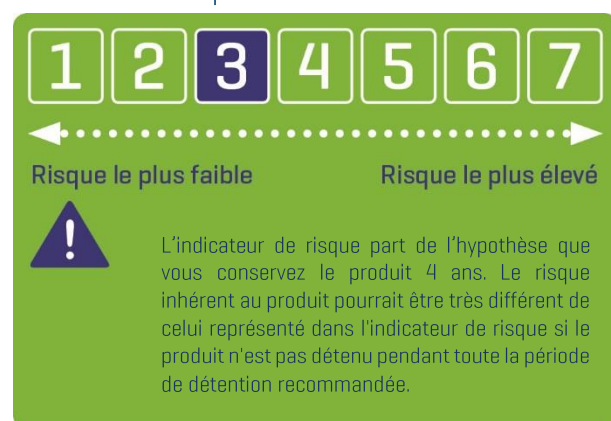 1 2 3 4 5 6 7
Risque le plus faible Risque le plus élevé
!
L'indicateur de risque part de l'hypothèse que
vous conservez le produit 4 ans. Le risque
inhérent au produit pourrait être très différent de
celui représenté dans l'indicateur de risque si le
produit n'est pas détenu pendant toute la période
de détention recommandée.